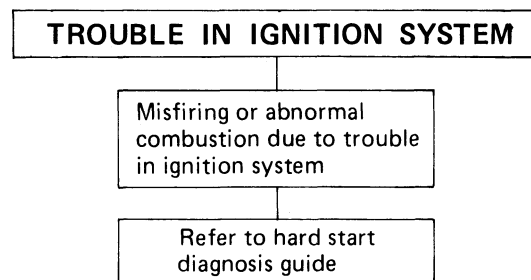 TROUBLE IN IGNITION SYSTEM
Misfiring or abnormal
combustion due to trouble
in ignition system
Refer to hard start
diagnosis guide